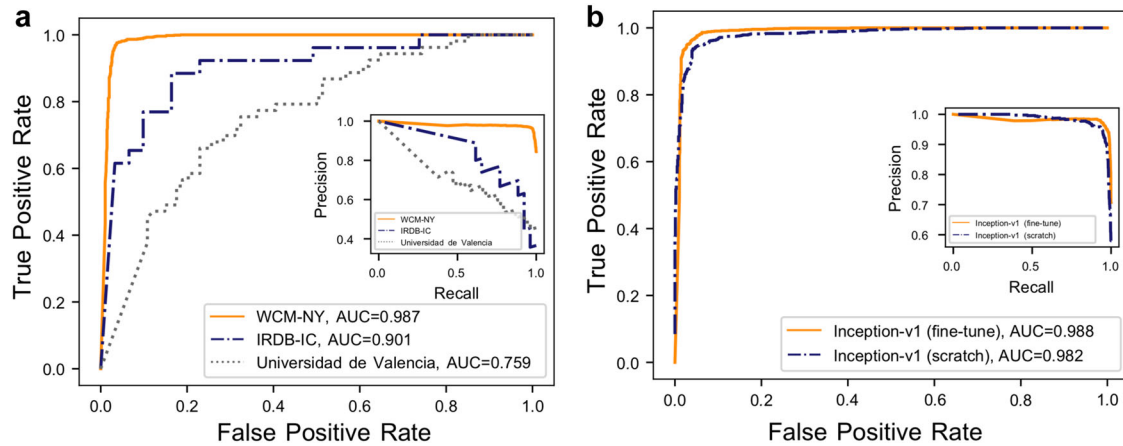 a
1.0
0.8
0.6
0.4
0.2
0.0
True Positive Rate
0.0 0.2 0.4 0.6 0.8 1.0
False Positive Rate
1.0
0.8
0.6
0.4
Precision
0.0 0.5 1.0
Recall
WCM-NY
IRDB-IC
Universidad de Valencia
WCM-NY, AUC=0.987
IRDB-IC, AUC=0.901
Universidad de Valencia, AUC=0.759
b
1.0
0.8
0.6
0.4
0.2
0.0
True Positive Rate
0.0 0.2 0.4 0.6 0.8 1.0
False Positive Rate
1.0
0.9
0.8
0.7
0.6
Precision
0.0 0.5 1.0
Recall
Inception-v1 (fine-tune)
Inception-v1 (scratch)
Inception-v1 (fine-tune), AUC=0.988
Inception-v1 (scratch), AUC=0.982